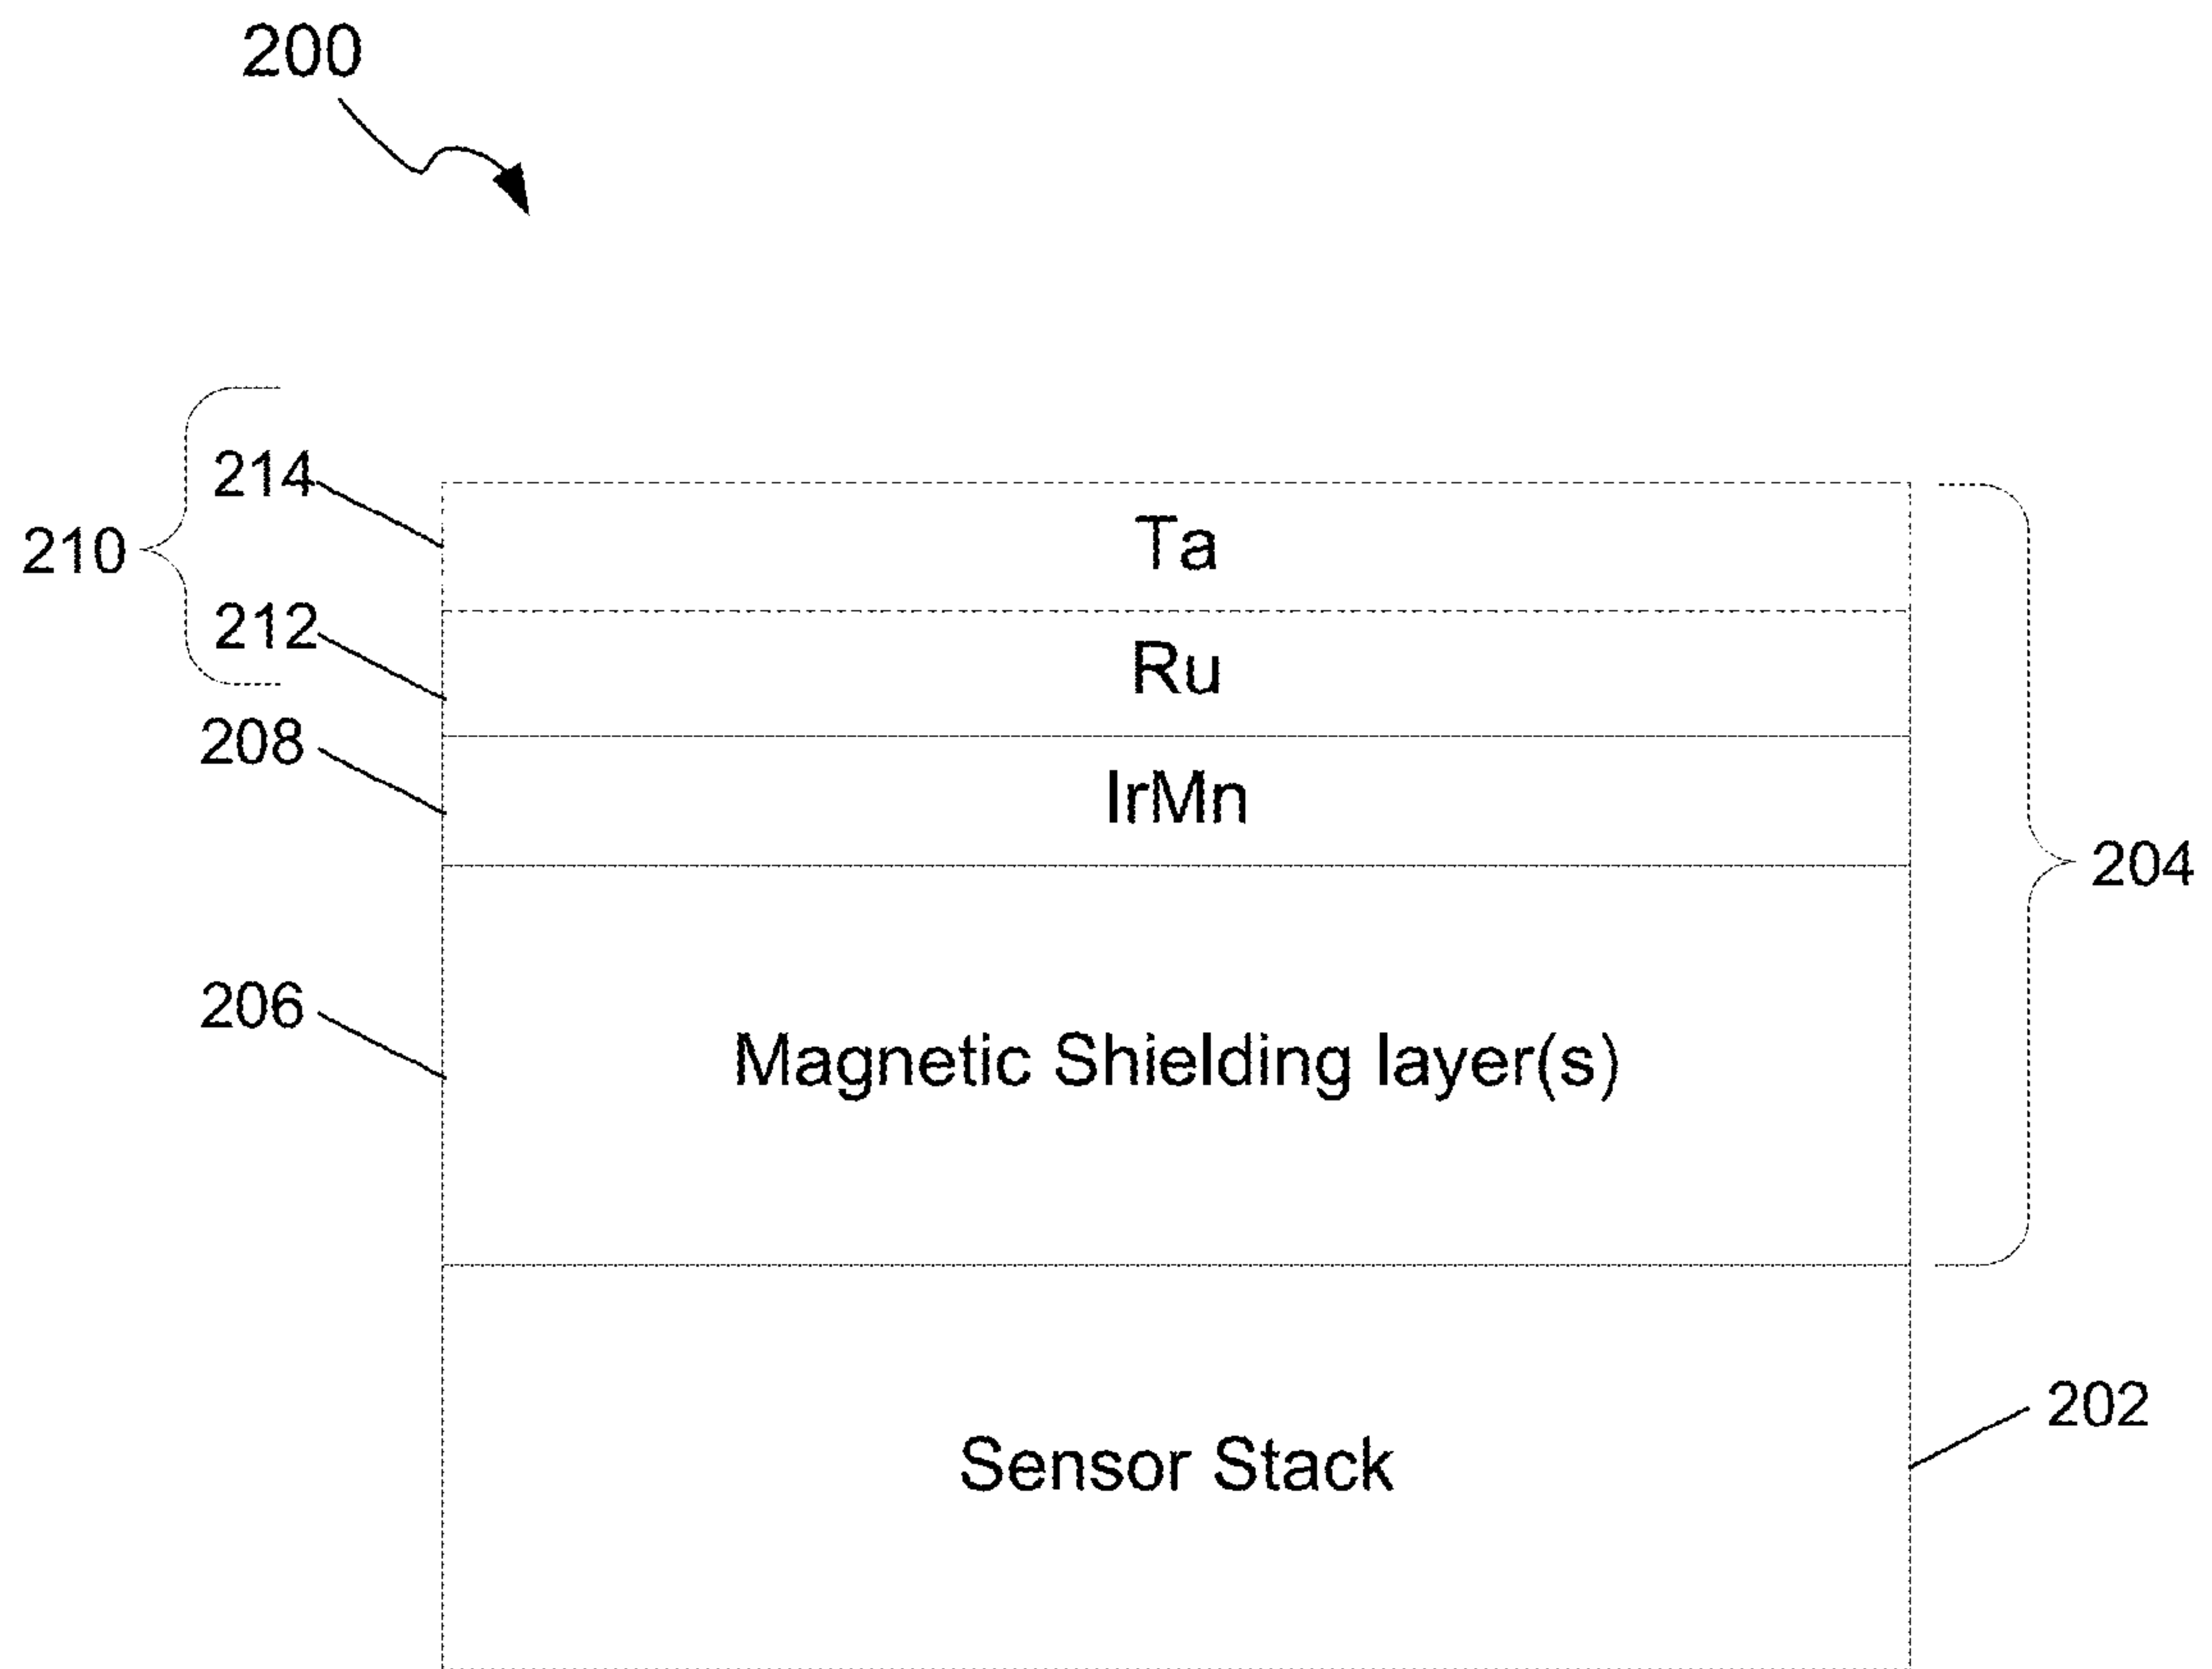 200
214
Ta
210
212
Ru
208
IrMn
204
206
Magnetic Shielding layer(s)
202
Sensor Stack